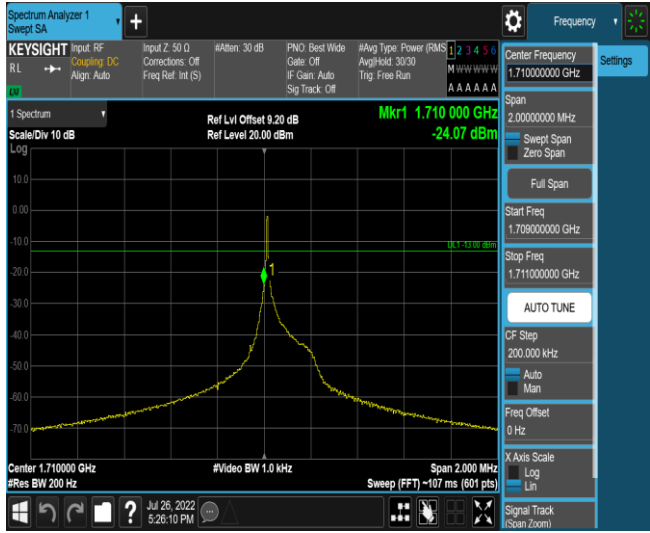 Spectrum Analyzer 1
Swept SA
Frequency
KEYSIGHT
RL
Input: RF
Coupling: DC
Align: Auto
Input Z: 50 Ω
Corrections: Off
Freq Ref: Int (S)
#Atten: 30 dB
PNO: Best Wide
Gate: Off
IF Gain: Auto
Sig Track: Off
#Avg Type: Power (RMS
Avg|Hold: 30/30
Trig: Free Run
1 2 3 4 5 6
M W W W W W
A A A A A A
1 Spectrum
Scale/Div 10 dB
Log
Ref Lvl Offset 9.20 dB
Ref Level 20.00 dBm
Mkr1 1.710 000 GHz
-24.07 dBm
10.0
0.00
-10.0
-20.0
-30.0
-40.0
-50.0
-60.0
-70.0
DL1 -13.00 dBm
1
Center 1.710000 GHz
#Res BW 200 Hz
#Video BW 1.0 kHz
Span 2.000 MHz
Sweep (FFT) ~107 ms (601 pts)
Jul 26, 2022
5:26:10 PM
?
Center Frequency
1.710000000 GHz
Settings
Span
2.00000000 MHz
Swept Span
Zero Span
Full Span
Start Freq
1.709000000 GHz
Stop Freq
1.711000000 GHz
AUTO TUNE
CF Step
200.000 kHz
Auto
Man
Freq Offset
0 Hz
X Axis Scale
Log
Lin
Signal Track
(Span Zoom)